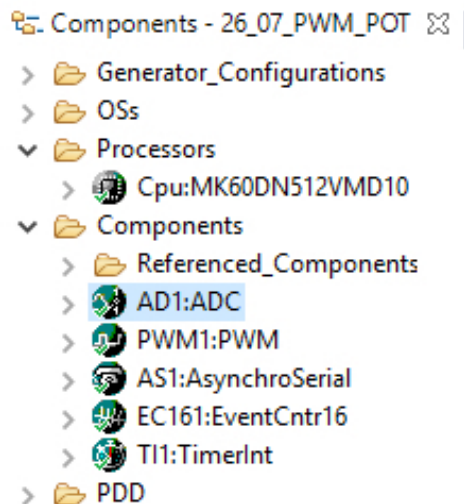 Components - 26_07_PWM_POT
Generator_Configurations
OSs
Processors
Cpu:MK60DN512VMD10
Components
Referenced_Components
AD1:ADC
PWM1:PWM
AS1:AsynchroSerial
EC161:EventCntr16
TI1:TimerInt
PDD